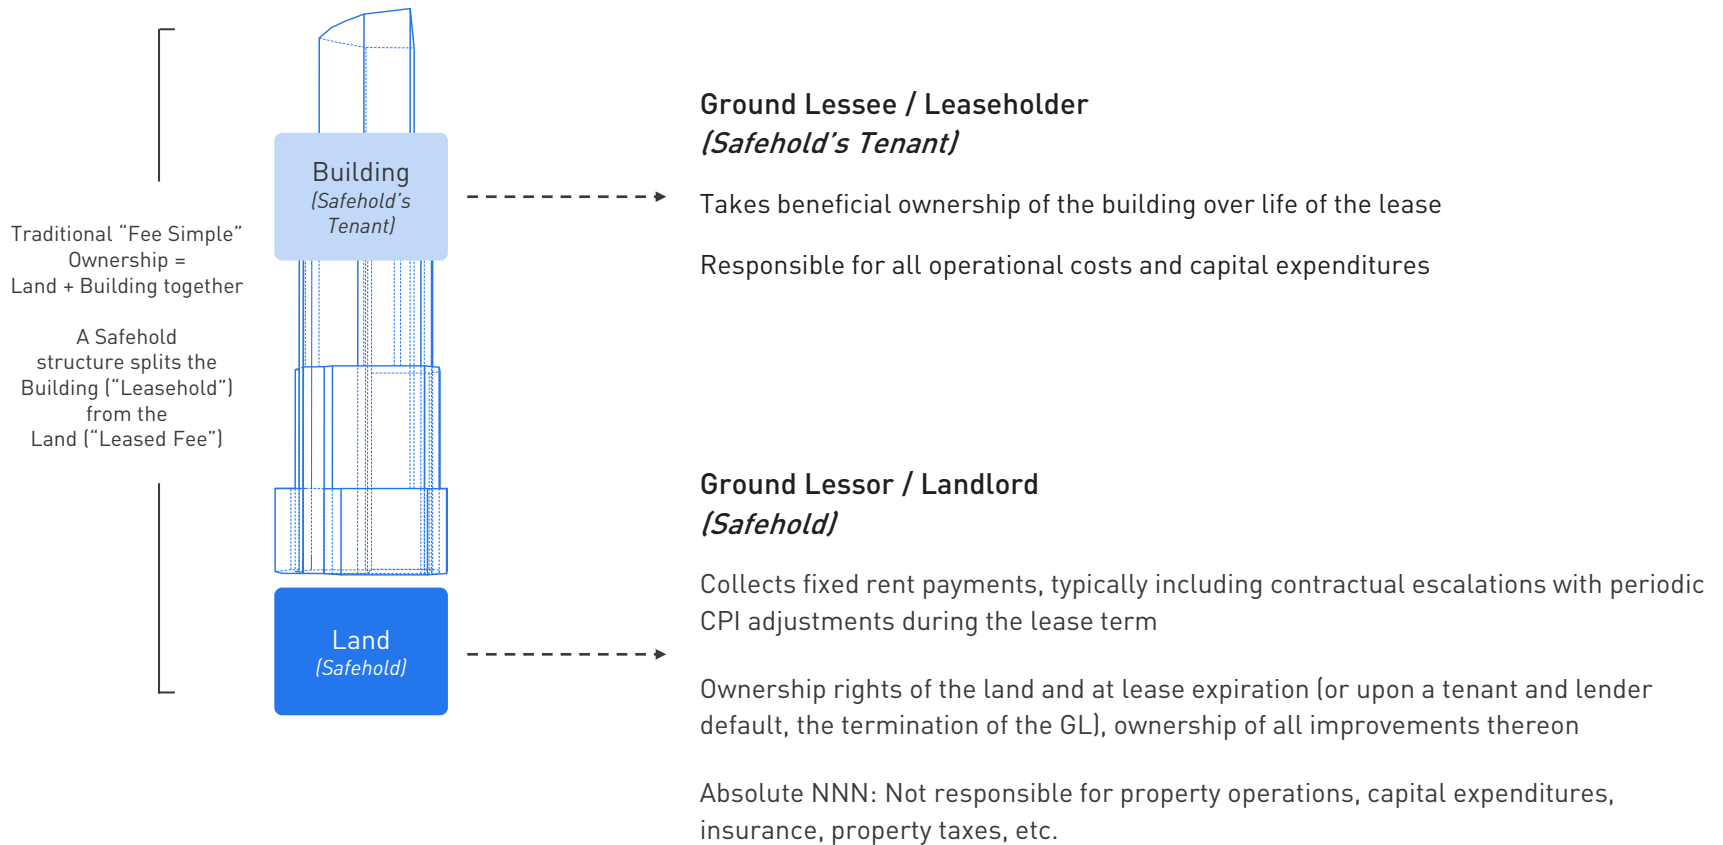 Traditional “Fee Simple”
Ownership =
Land + Building together
A Safehold
structure splits the
Building (“Leasehold”)
from the
Land (“Leased Fee”)
Building
(Safehold’s
Tenant)
Land
(Safehold)
Ground Lessee / Leaseholder
(Safehold’s Tenant)
Takes beneficial ownership of the building over life of the lease
Responsible for all operational costs and capital expenditures
Ground Lessor / Landlord
(Safehold)
Collects fixed rent payments, typically including contractual escalations with periodic
CPI adjustments during the lease term
Ownership rights of the land and at lease expiration (or upon a tenant and lender
default, the termination of the GL), ownership of all improvements thereon
Absolute NNN: Not responsible for property operations, capital expenditures,
insurance, property taxes, etc.